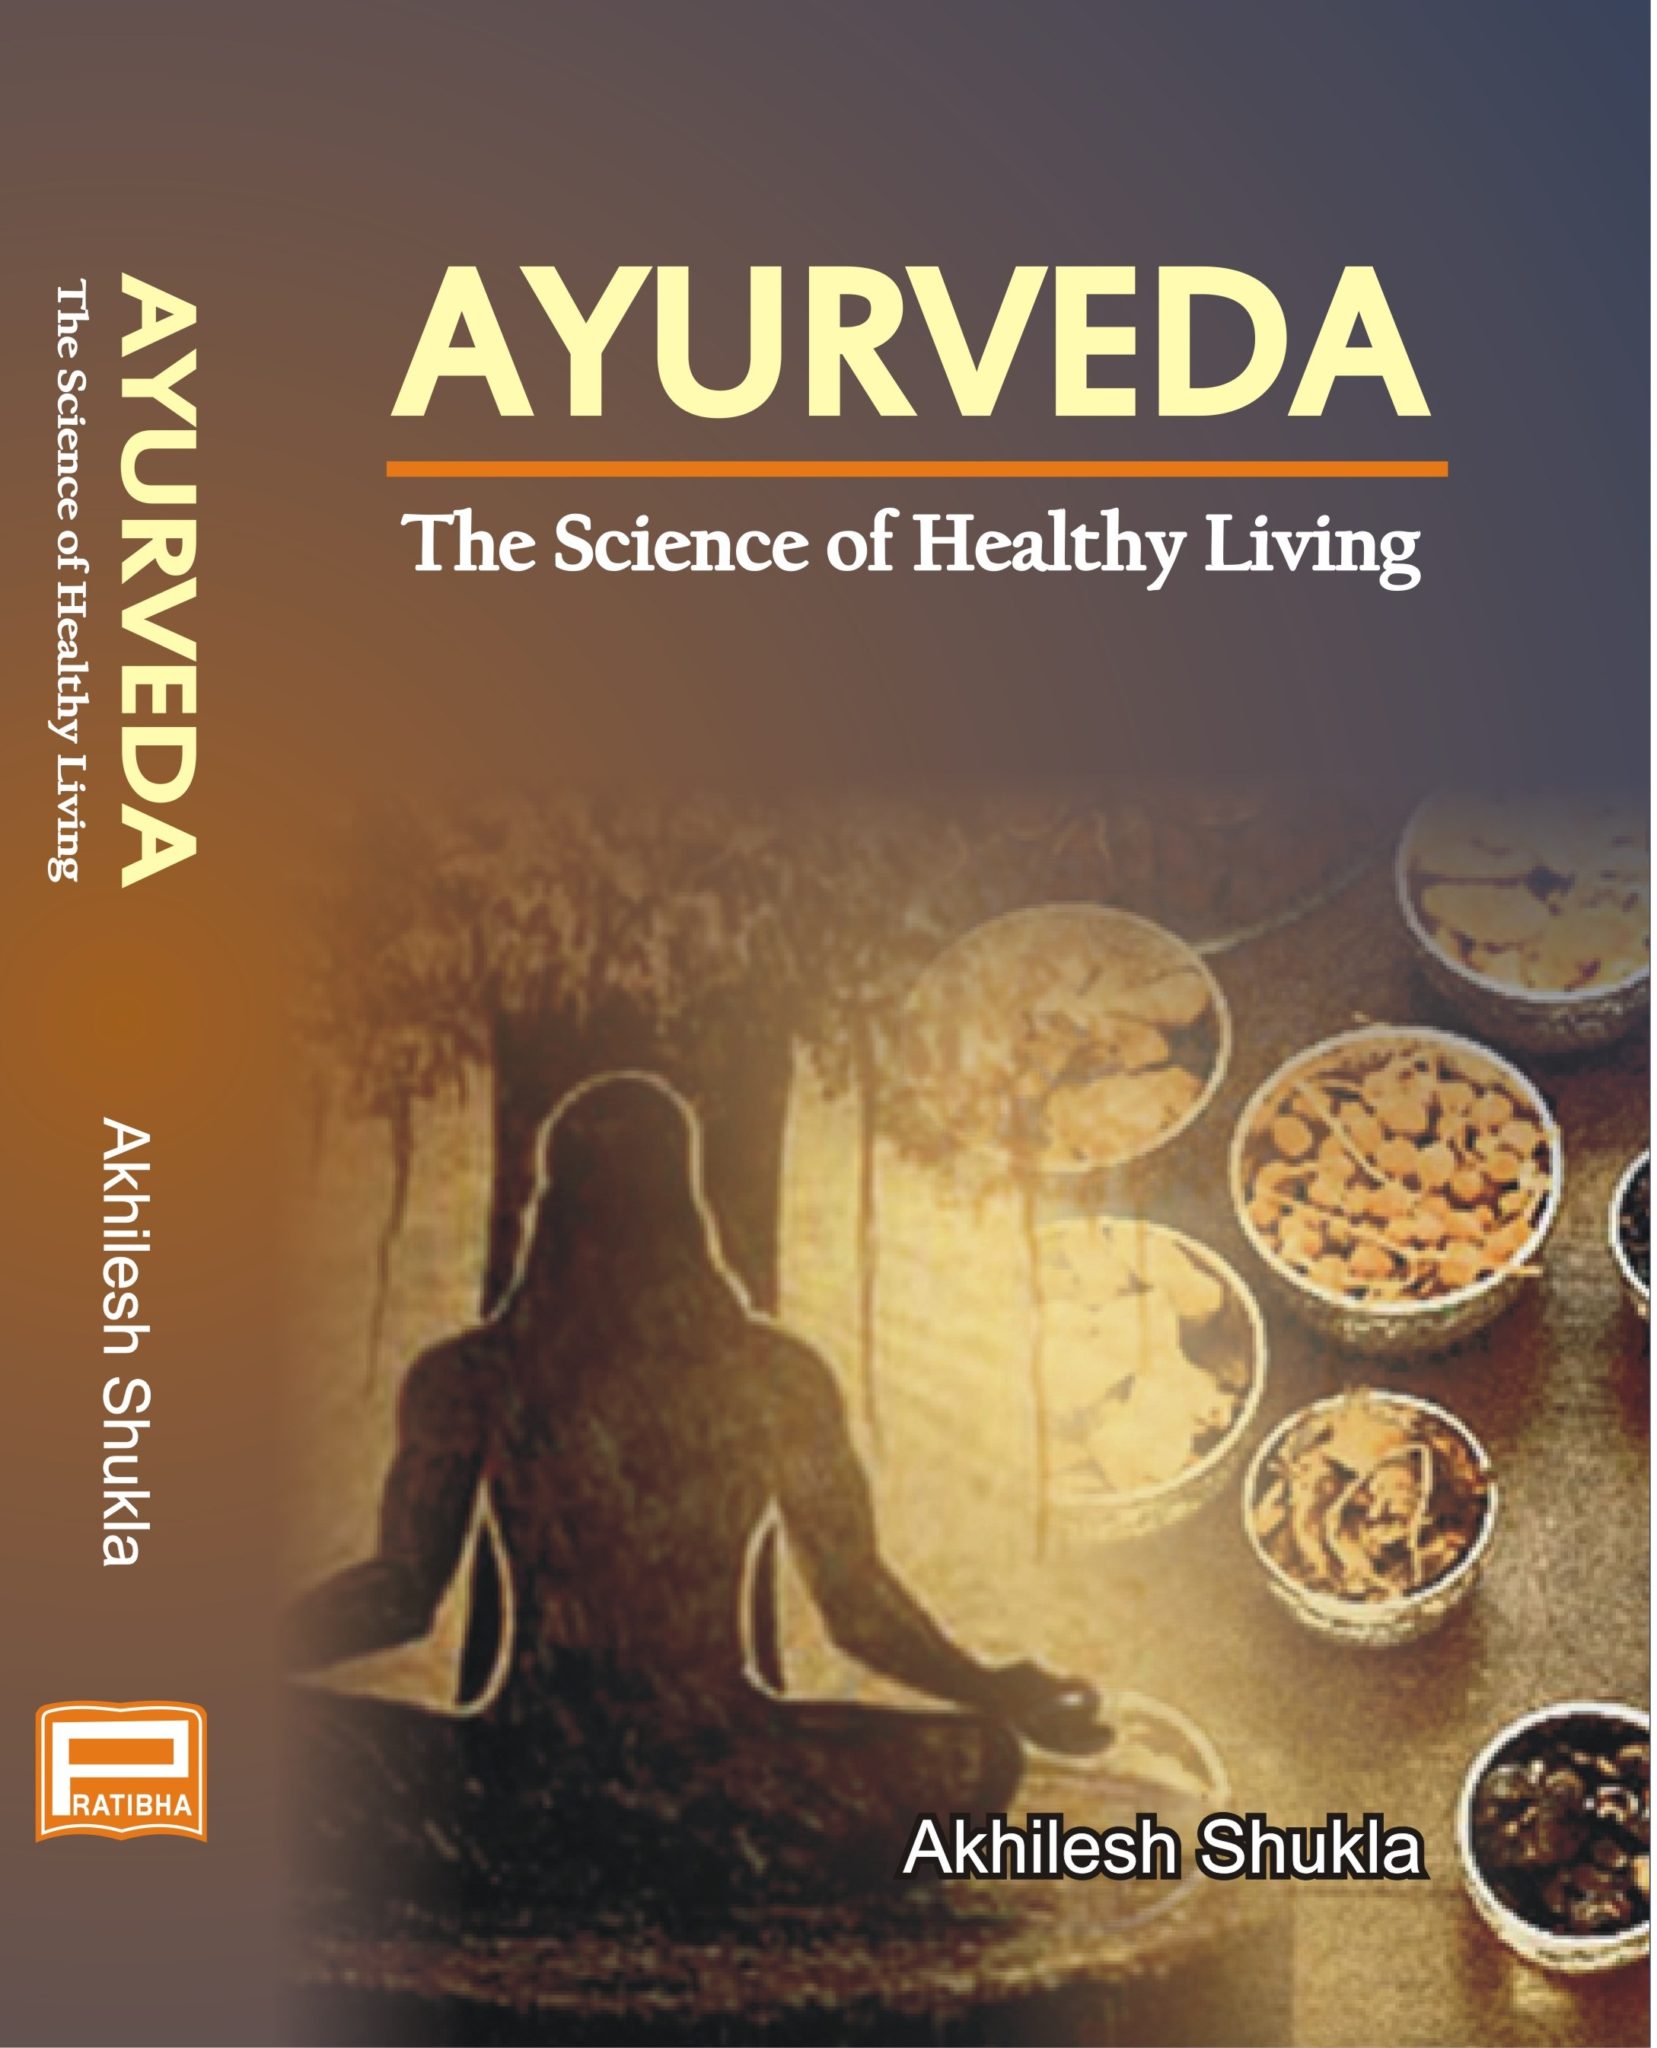 AYURVEDA
The Science of Healthy Living
Akhilesh Shukla
AYURVEDA
The Science of Healthy Living
Akhilesh Shukla
PRATIBHA